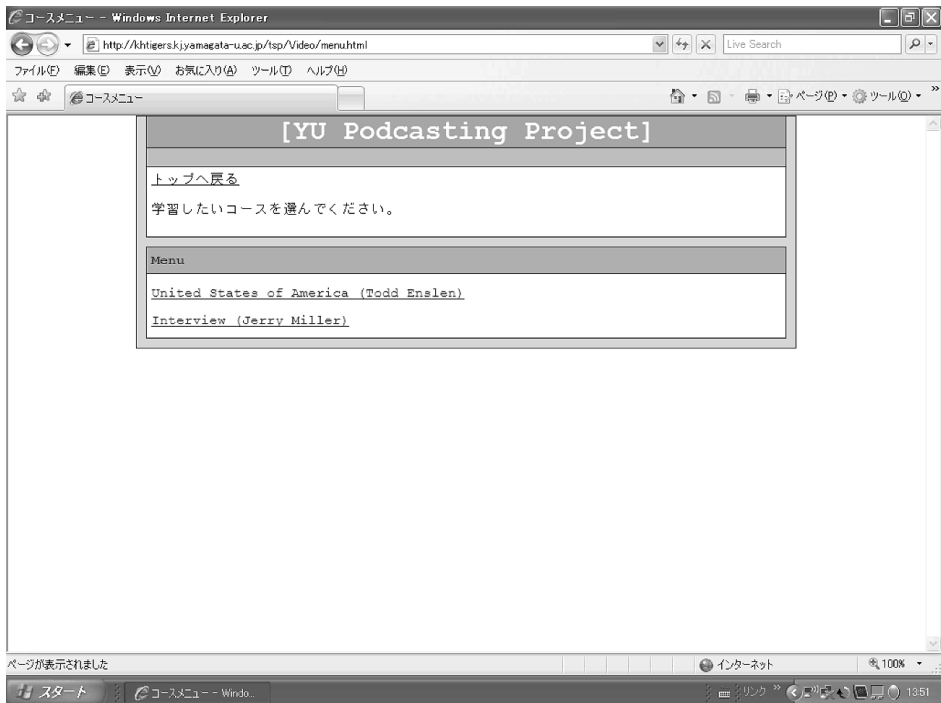 コースメニュー - Windows Internet Explorer
http://khtigers.kj.yamagata-u.ac.jp/tsp/Video/menu.html
Live Search
ファイル(F) 編集(E) 表示(V) お気に入り(A) ツール(T) ヘルプ(H)
コースメニュー
ページ(P) ツール(O) »
[YU Podcasting Project]
トップへ戻る
学習したいコースを選んでください。
Menu
United States of America (Todd Enslen)
Interview (Jerry Miller)
ページが表示されました
インターネット
100%
スタート
コースメニュー - Windo...
リンク »
13:51